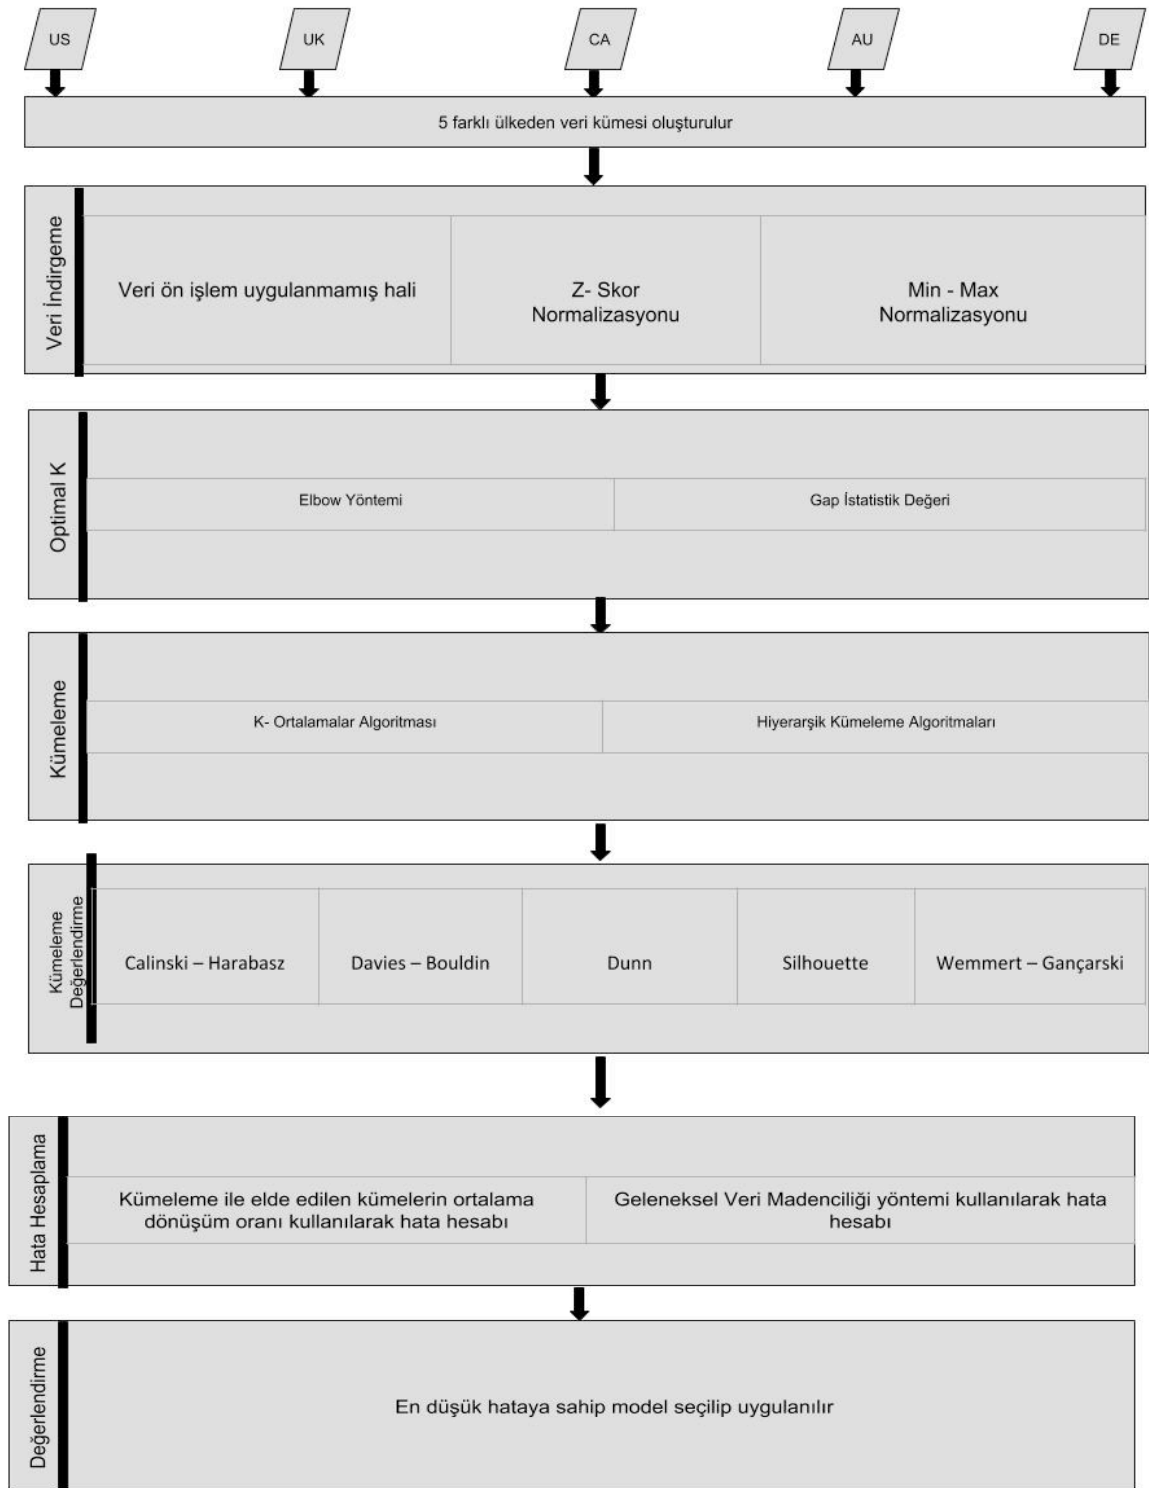 US
UK
CA
AU
DE
5 farklı ülkeden veri kümesi oluşturulur
Veri İndirgeme
Veri ön işlem uygulanmamış hali
Z- Skor
Normalizasyonu
Min - Max
Normalizasyonu
Optimal K
Elbow Yöntemi
Gap İstatistik Değeri
Kümeleme
K- Ortalamalar Algoritması
Hiyerarşik Kümeleme Algoritmaları
Kümeleme
Değerlendirme
Calinski – Harabasz
Davies – Bouldin
Dunn
Silhouette
Wemmert – Gançarski
Hata Hesaplama
Kümeleme ile elde edilen kümelerin ortalama
dönüşüm oranı kullanılarak hata hesabı
Geleneksel Veri Madenciliği yöntemi kullanılarak hata
hesabı
Değerlendirme
En düşük hataya sahip model seçilip uygulanılır